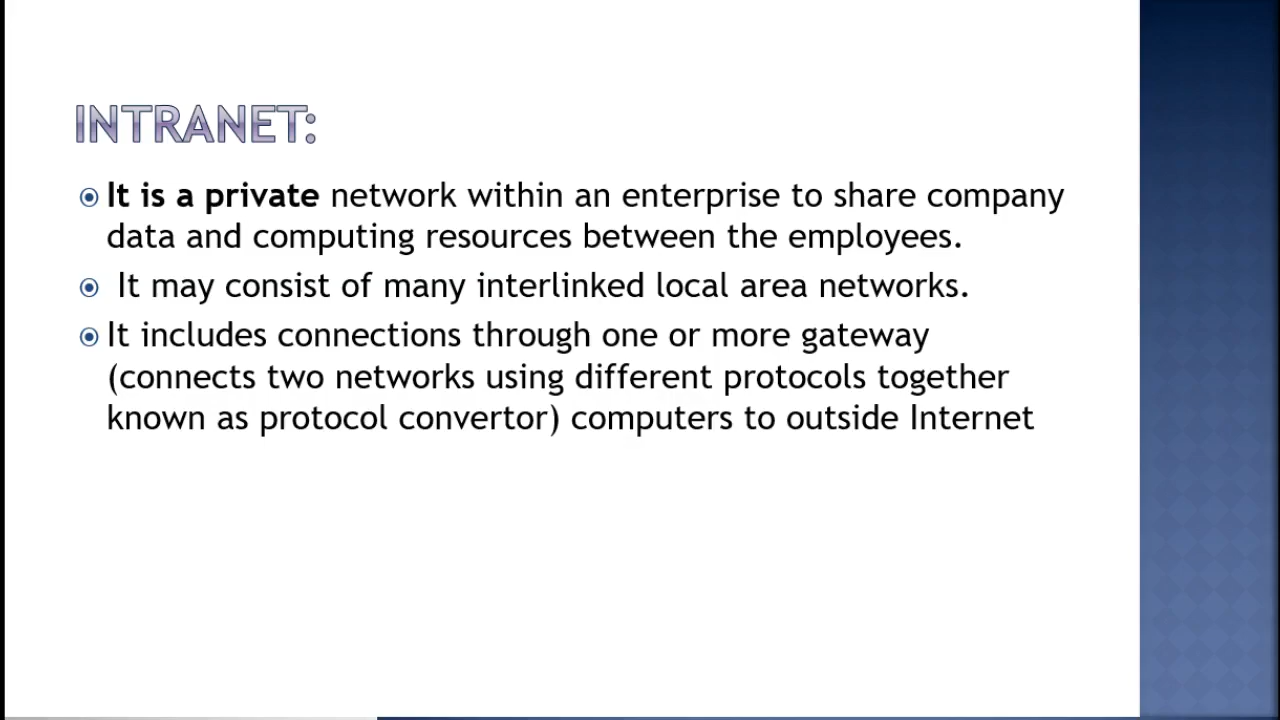 INTRANET:
It is a private network within an enterprise to share company
data and computing resources between the employees.
It may consist of many interlinked local area networks.
It includes connections through one or more gateway
(connects two networks using different protocols together
known as protocol convertor) computers to outside Internet